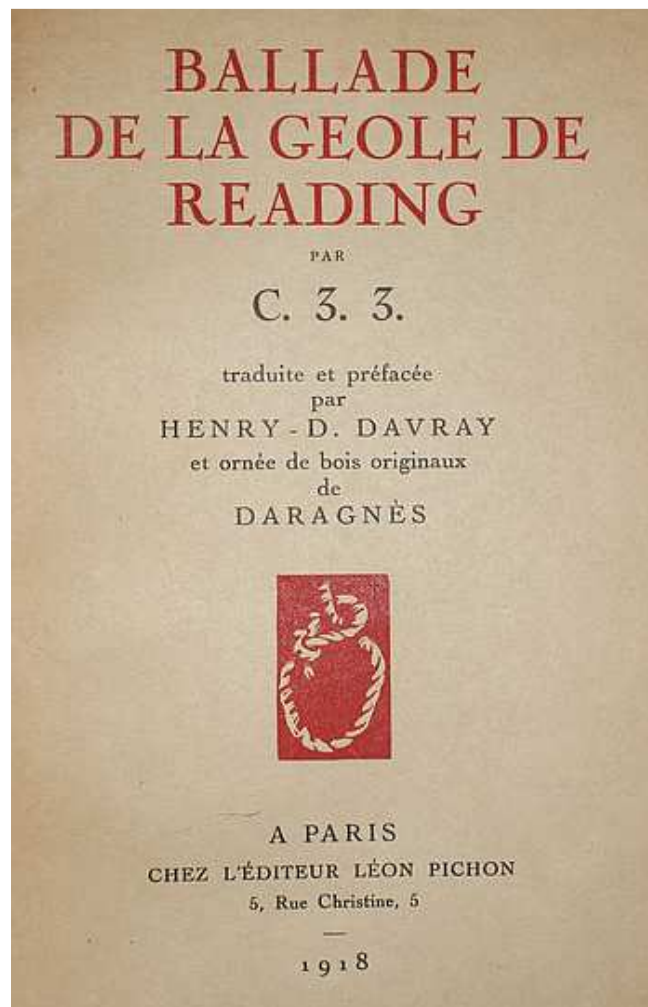 BALLADE
DE LA GEOLE DE
READING
PAR
C. 3. 3.
traduite et préfacée
par
HENRY-D. DAVRAY
et ornée de bois originaux
de
DARAGNÈS
A PARIS
CHEZ L'ÉDITEUR LÉON PICHON
5, Rue Christine, 5
1918